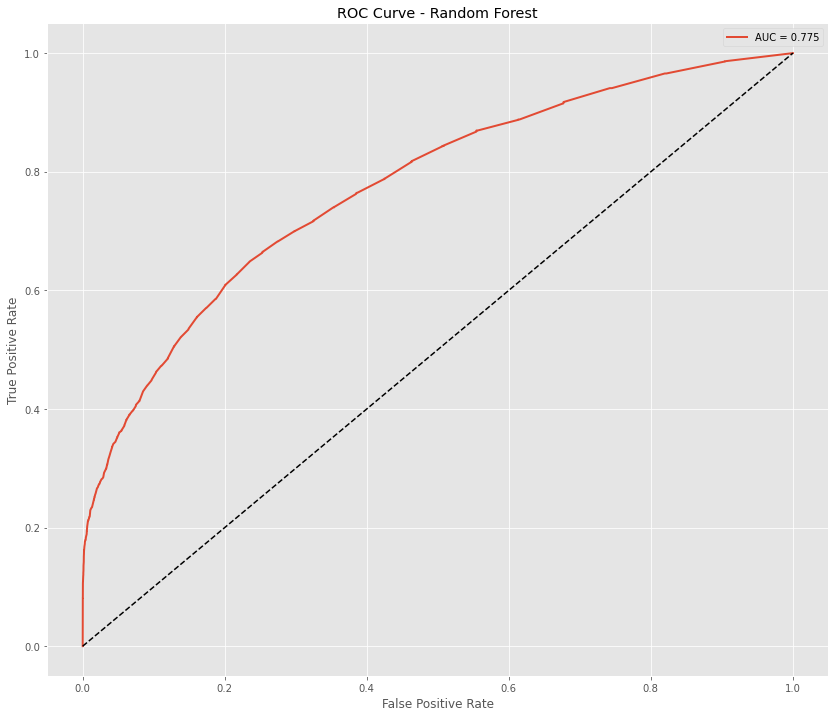 ROC Curve - Random Forest
AUC = 0.775
True Positive Rate
1.0
0.8
0.6
0.4
0.2
0.0
0.0 0.2 0.4 0.6 0.8 1.0
False Positive Rate